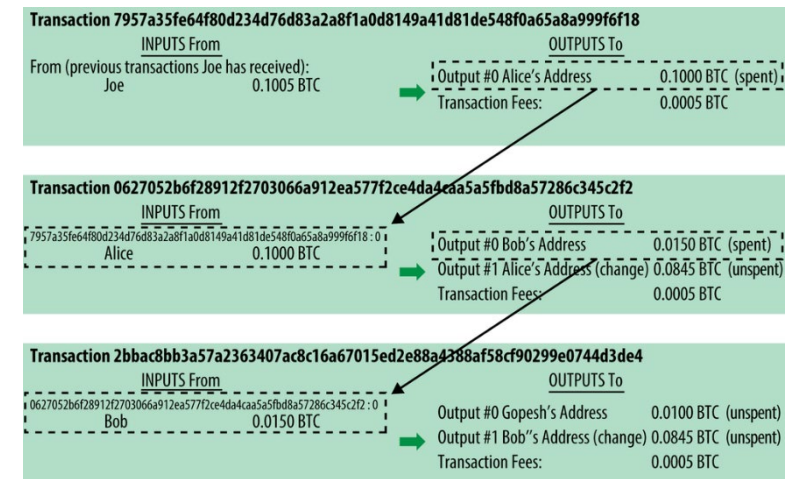 Transaction 7957a35fe64f80d234d76d83a2a8f1a0d8149a41d81de548f0a65a8a999f6f18
INPUTS From
OUTPUTS To
From (previous transactions Joe has received):
Joe 0.1005 BTC
Output #0 Alice's Address 0.1000 BTC (spent)
Transaction Fees: 0.0005 BTC
Transaction 0627052b6f28912f2703066a912ea577f2ce4da4caa5a5fbd8a57286c345c2f2
INPUTS From
OUTPUTS To
7957a35fe64f80d234d76d83a2a8f1a0d8149a41d81de548f0a65a8a999f6f18 : 0
Alice 0.1000 BTC
Output #0 Bob's Address 0.0150 BTC (spent)
Output #1 Alice's Address (change) 0.0845 BTC (unspent)
Transaction Fees: 0.0005 BTC
Transaction 2bbac8bb3a57a2363407ac8c16a67015ed2e88a4388af58cf90299e0744d3de4
INPUTS From
OUTPUTS To
0627052b6f28912f2703066a912ea577f2ce4da4caa5a5fbd8a57286c345c2f2 : 0
Bob 0.0150 BTC
Output #0 Gopesh's Address 0.0100 BTC (unspent)
Output #1 Bob"s Address (change) 0.0845 BTC (unspent)
Transaction Fees: 0.0005 BTC